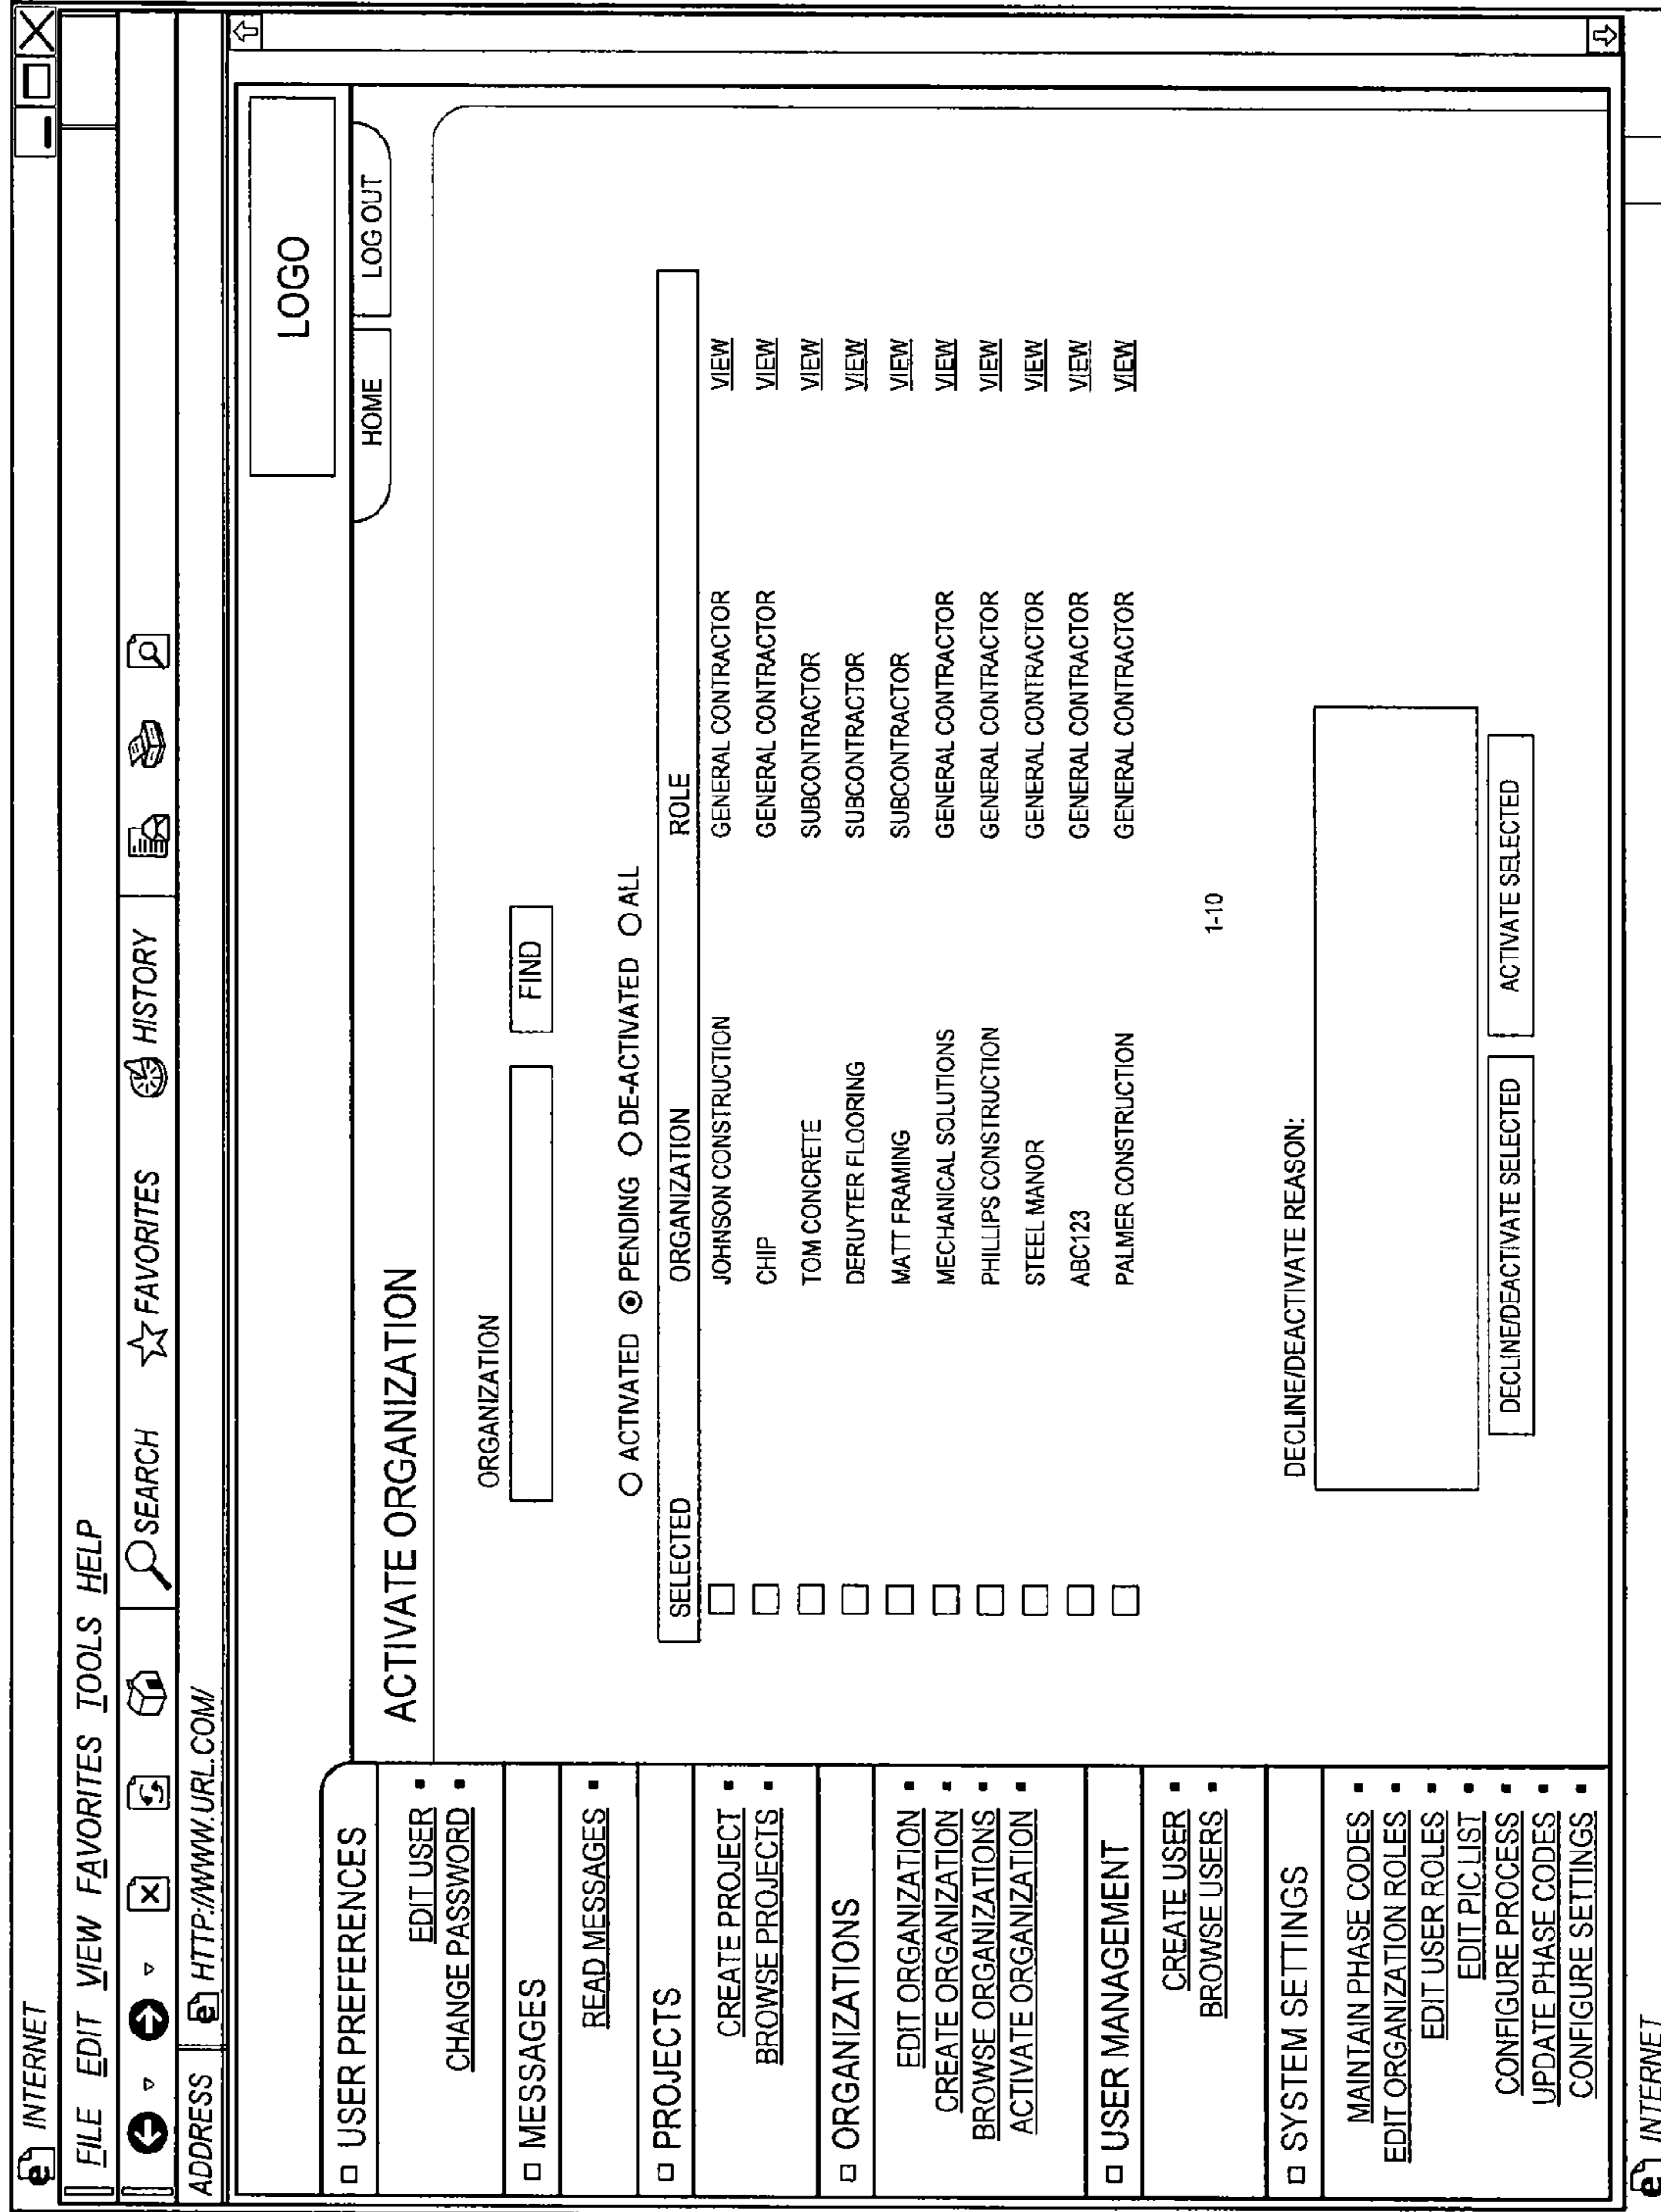 INTERNET
FILE EDIT VIEW FAVORITES TOOLS HELP
SEARCH FAVORITES HISTORY
ADDRESS HTTP://WWW.URL.COM/
LOGO
HOME LOG OUT
USER PREFERENCES
EDIT USER
CHANGE PASSWORD
MESSAGES
READ MESSAGES
PROJECTS
CREATE PROJECT
BROWSE PROJECTS
ORGANIZATIONS
EDIT ORGANIZATION
CREATE ORGANIZATION
BROWSE ORGANIZATIONS
ACTIVATE ORGANIZATION
USER MANAGEMENT
CREATE USER
BROWSE USERS
SYSTEM SETTINGS
MAINTAIN PHASE CODES
EDIT ORGANIZATION ROLES
EDIT USER ROLES
EDIT PIC LIST
CONFIGURE PROCESS
UPDATE PHASE CODES
CONFIGURE SETTINGS
ACTIVATE ORGANIZATION
ORGANIZATION
FIND
ACTIVATED PENDING DE-ACTIVATED ALL
SELECTED ORGANIZATION ROLE
JOHNSON CONSTRUCTION GENERAL CONTRACTOR VIEW
CHIP GENERAL CONTRACTOR VIEW
TOM CONCRETE SUBCONTRACTOR VIEW
DERUYTER FLOORING SUBCONTRACTOR VIEW
MATT FRAMING SUBCONTRACTOR VIEW
MECHANICAL SOLUTIONS GENERAL CONTRACTOR VIEW
PHILLIPS CONSTRUCTION GENERAL CONTRACTOR VIEW
STEEL MANOR GENERAL CONTRACTOR VIEW
ABC123 GENERAL CONTRACTOR VIEW
PALMER CONSTRUCTION GENERAL CONTRACTOR VIEW
1-10
DECLINE/DEACTIVATE REASON:
DECLINE/DEACTIVATE SELECTED ACTIVATE SELECTED
INTERNET